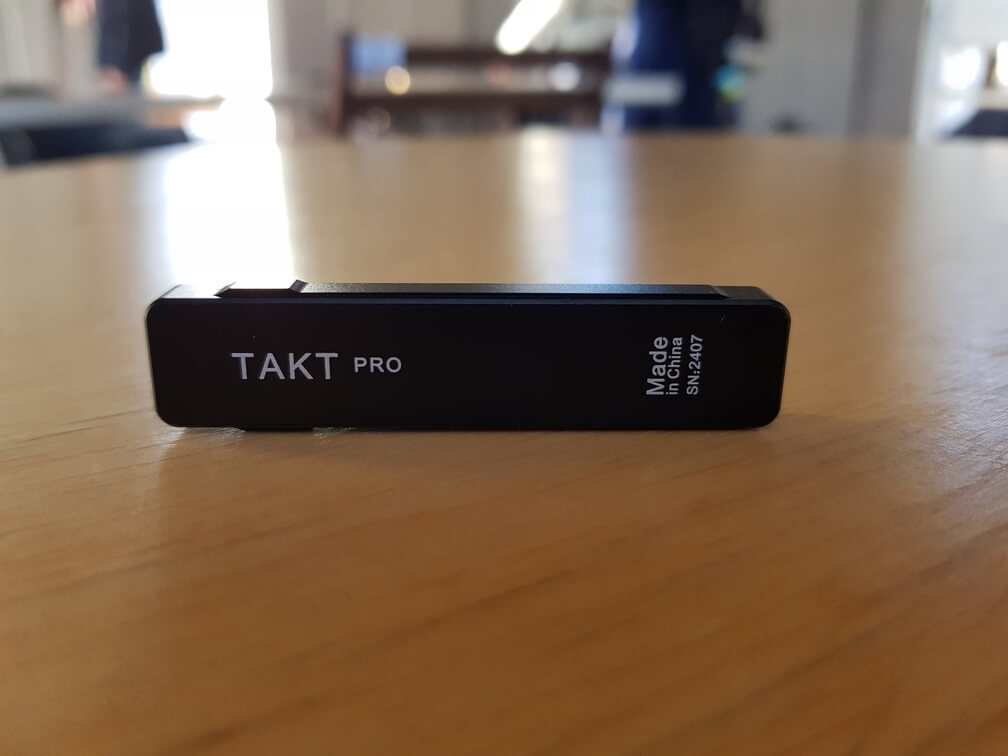 TAKT PRO
Made
in China
SN:2407